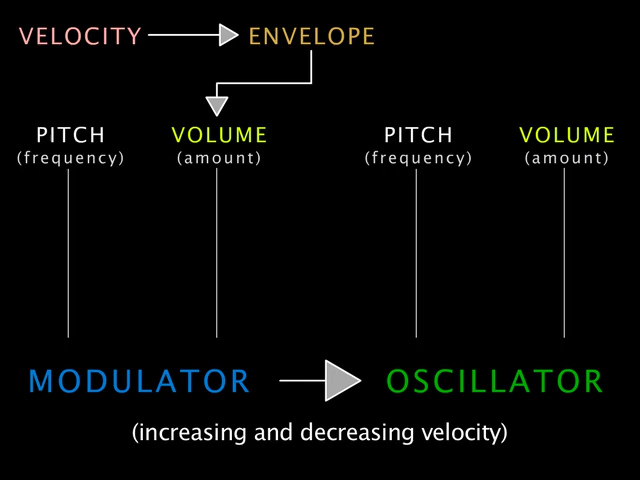 VELOCITY ENVELOPE
PITCH VOLUME PITCH VOLUME
(frequency) (amount) (frequency) (amount)
MODULATOR OSCILLATOR
(increasing and decreasing velocity)